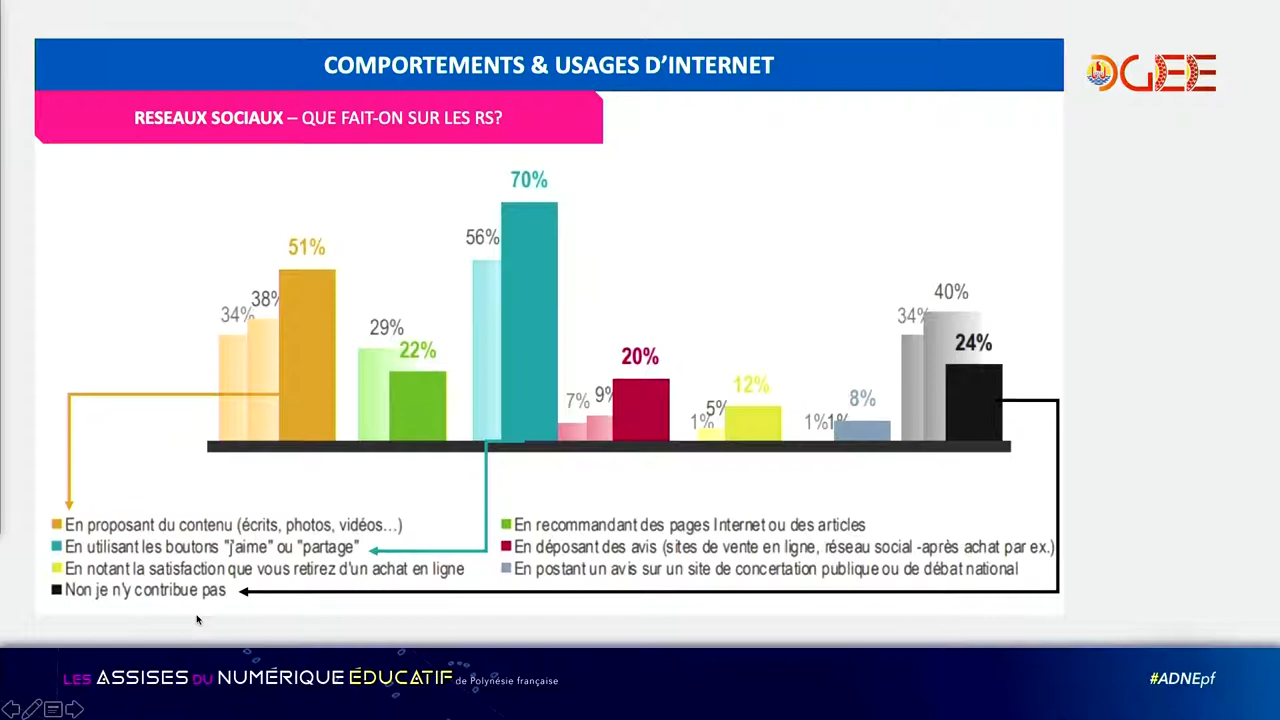 COMPORTEMENTS & USAGES D'INTERNET
DGEE
RESEAUX SOCIAUX – QUE FAIT-ON SUR LES RS?
34%
38%
51%
29%
22%
56%
70%
7%
9%
20%
1%
5%
12%
1%
1%
8%
34%
40%
24%
En proposant du contenu (écrits, photos, vidéos...)
En recommandant des pages Internet ou des articles
En utilisant les boutons "j'aime" ou "partage"
En déposant des avis (sites de vente en ligne, réseau social -après achat par ex.)
En notant la satisfaction que vous retirez d'un achat en ligne
En postant un avis sur un site de concertation publique ou de débat national
Non je n'y contribue pas
LES ASSISES DU NUMÉRIQUE ÉDUCATIF de Polynésie française
#ADNEpf